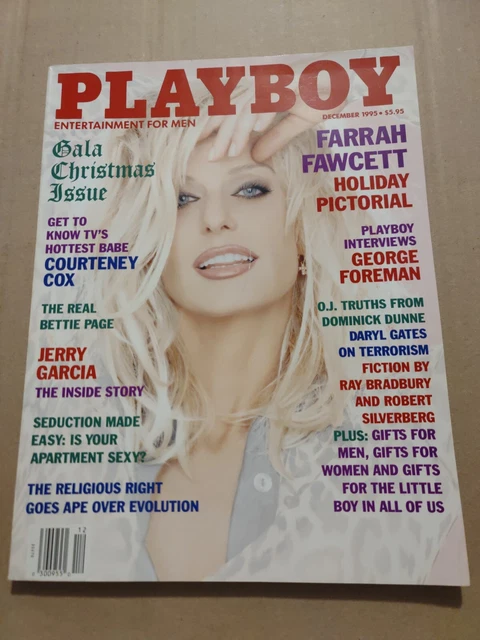 PLAYBOY
ENTERTAINMENT FOR MEN
DECEMBER 1995 • $5.95
Gala
Christmas
Issue
GET TO
KNOW TV'S
HOTTEST BABE
COURTENEY
COX
THE REAL
BETTIE PAGE
JERRY
GARCIA
THE INSIDE STORY
SEDUCTION MADE
EASY: IS YOUR
APARTMENT SEXY?
THE RELIGIOUS RIGHT
GOES APE OVER EVOLUTION
FARRAH
FAWCETT
HOLIDAY
PICTORIAL
PLAYBOY
INTERVIEWS
GEORGE
FOREMAN
O.J. TRUTHS FROM
DOMINICK DUNNE
DARYL GATES
ON TERRORISM
FICTION BY
RAY BRADBURY
AND ROBERT
SILVERBERG
PLUS: GIFTS FOR
MEN, GIFTS FOR
WOMEN AND GIFTS
FOR THE LITTLE
BOY IN ALL OF US
12